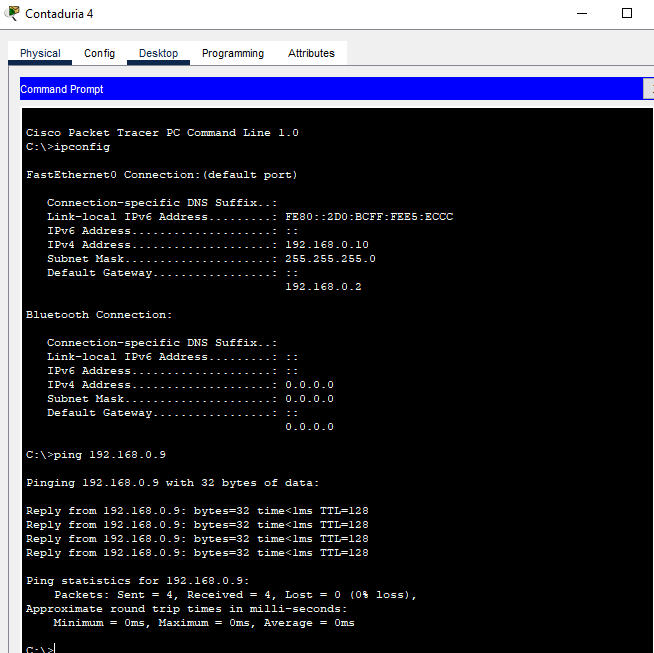 Contaduria 4
Physical Config Desktop Programming Attributes
Command Prompt
Cisco Packet Tracer PC Command Line 1.0
C:\>ipconfig
FastEthernet0 Connection:(default port)
Connection-specific DNS Suffix..:
Link-local IPv6 Address.........: FE80::2D0:BCFF:FEE5:ECCC
IPv6 Address....................: ::
IPv4 Address....................: 192.168.0.10
Subnet Mask.....................: 255.255.255.0
Default Gateway.................: ::
192.168.0.2
Bluetooth Connection:
Connection-specific DNS Suffix..:
Link-local IPv6 Address.........: ::
IPv6 Address....................: ::
IPv4 Address....................: 0.0.0.0
Subnet Mask.....................: 0.0.0.0
Default Gateway.................: ::
0.0.0.0
C:\>ping 192.168.0.9
Pinging 192.168.0.9 with 32 bytes of data:
Reply from 192.168.0.9: bytes=32 time<1ms TTL=128
Reply from 192.168.0.9: bytes=32 time<1ms TTL=128
Reply from 192.168.0.9: bytes=32 time<1ms TTL=128
Reply from 192.168.0.9: bytes=32 time<1ms TTL=128
Ping statistics for 192.168.0.9:
Packets: Sent = 4, Received = 4, Lost = 0 (0% loss),
Approximate round trip times in milli-seconds:
Minimum = 0ms, Maximum = 0ms, Average = 0ms
C:\>